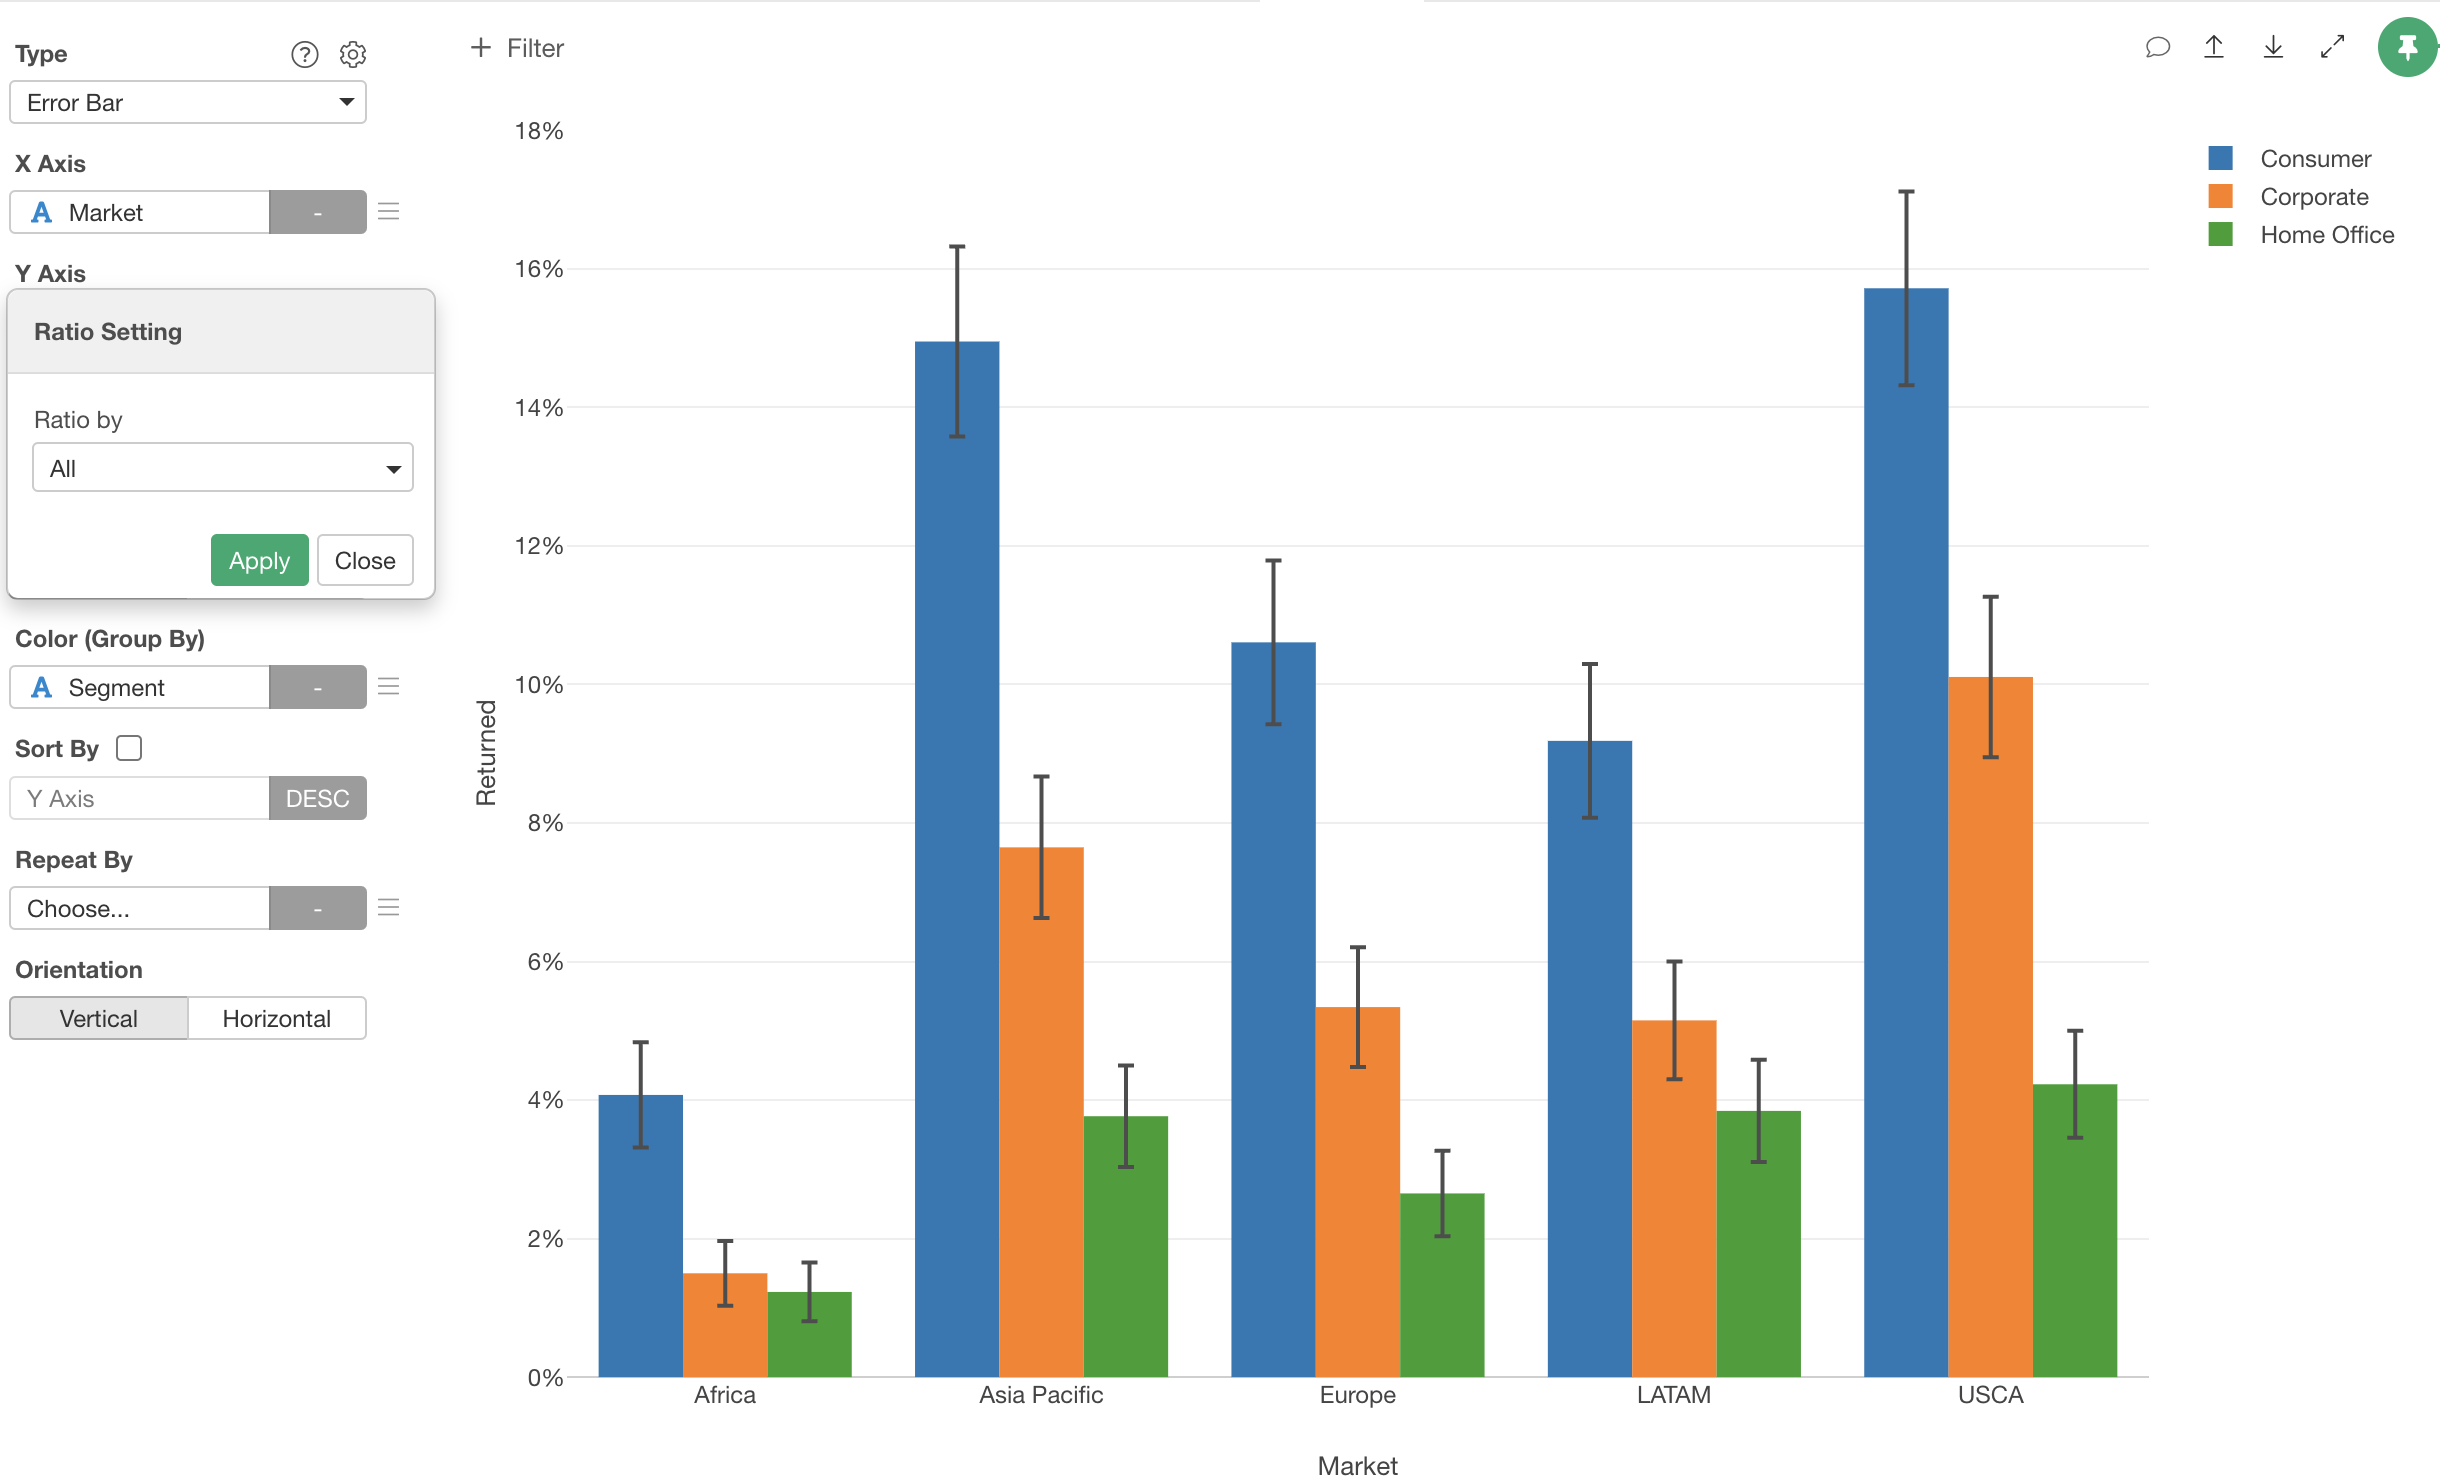 Type
?
Error Bar
X Axis
A Market -
Y Axis
Ratio Setting
Ratio by
All
Apply Close
Color (Group By)
A Segment -
Sort By
Y Axis DESC
Repeat By
Choose... -
Orientation
Vertical Horizontal
+ Filter
18%
16%
14%
12%
10%
8%
6%
4%
2%
0%
Returned
Africa Asia Pacific Europe LATAM USCA
Market
Consumer
Corporate
Home Office